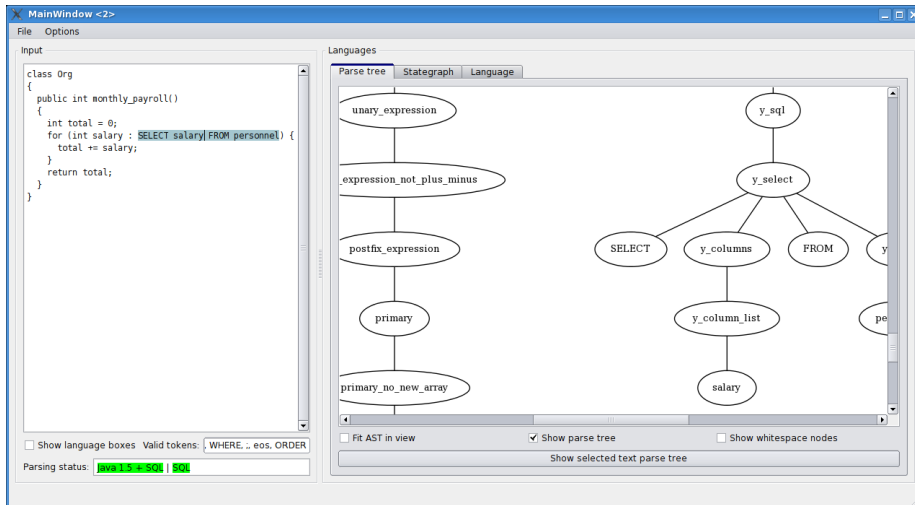 MainWindow <2>
File Options
Input
class Org
{
public int monthly_payroll()
{
int total = 0;
for (int salary : SELECT salary FROM personnel) {
total += salary;
}
return total;
}
}
Show language boxes Valid tokens: , WHERE, ;, eos, ORDER
Parsing status: Java 1.5 + SQL | SQL
Languages
Parse tree Stategraph Language
unary_expression y_sql
_expression_not_plus_minus y_select
postfix_expression SELECT y_columns FROM y
primary y_column_list pe
primary_no_new_array salary
Fit AST in view Show parse tree Show whitespace nodes
Show selected text parse tree